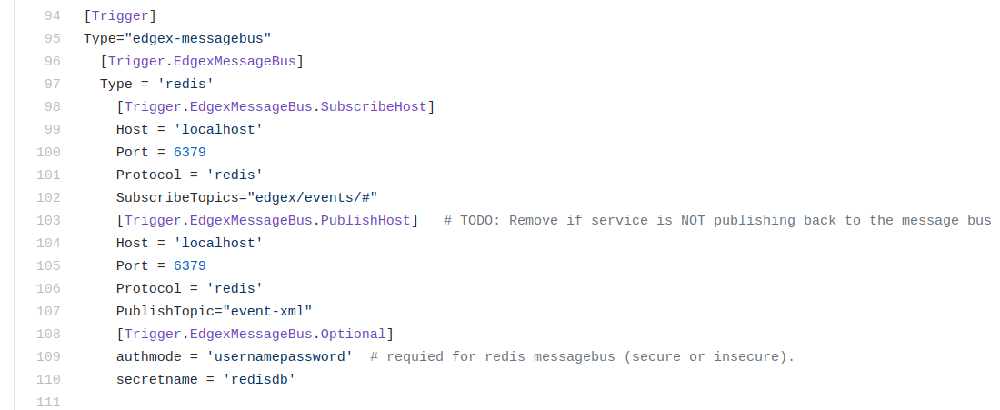 94 [Trigger]
95 Type="edgex-messagebus"
96 [Trigger.EdgexMessageBus]
97 Type = 'redis'
98 [Trigger.EdgexMessageBus.SubscribeHost]
99 Host = 'localhost'
100 Port = 6379
101 Protocol = 'redis'
102 SubscribeTopics="edgex/events/#"
103 [Trigger.EdgexMessageBus.PublishHost] # TODO: Remove if service is NOT publishing back to the message bus
104 Host = 'localhost'
105 Port = 6379
106 Protocol = 'redis'
107 PublishTopic="event-xml"
108 [Trigger.EdgexMessageBus.Optional]
109 authmode = 'usernamepassword' # requied for redis messagebus (secure or insecure).
110 secretname = 'redisdb'
111